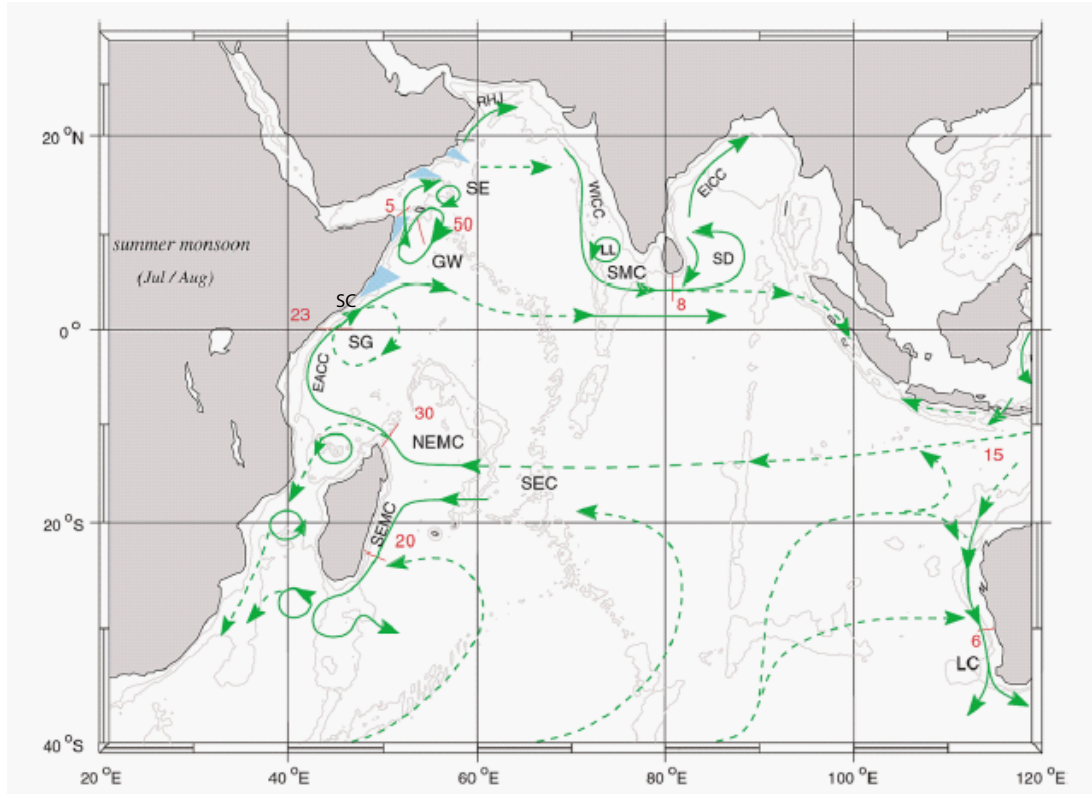 RHJ
20 °N
SE
5
50
WICC
EICC
summer monsoon
(Jul / Aug)
GW
LL
SMC
SD
SC
8
23
0°
SG
EACC
30
NEMC
15
SEC
SEMC
20
20 °S
6
LC
40 °S
20 °E
40 °E
60 °E
80 °E
100 °E
120 °E